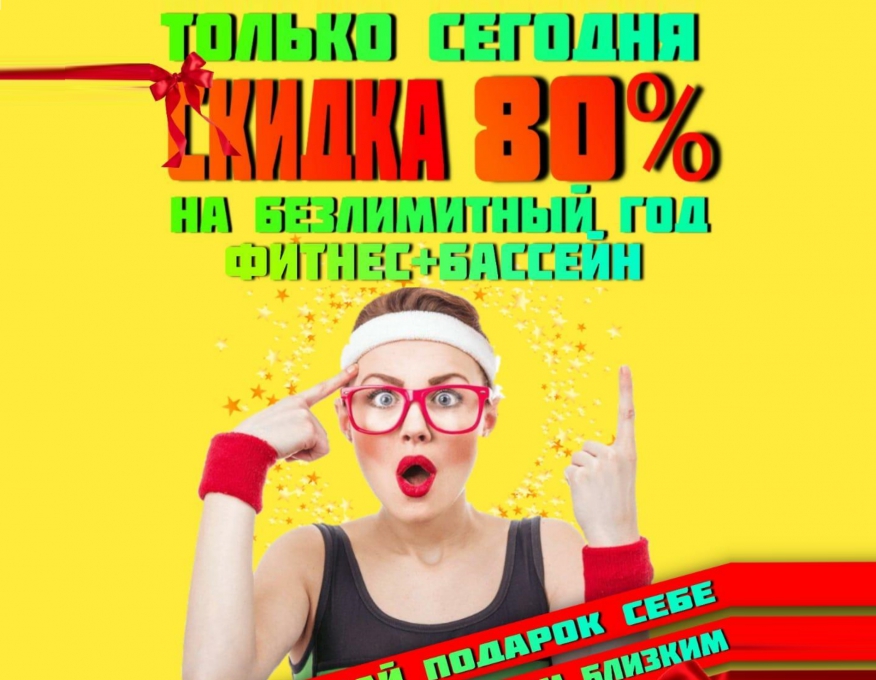 ТОЛЬКО СЕГОДНЯ
СКИДКА 80%
НА БЕЗЛИМИТНЫЙ ГОД
ФИТНЕС+БАССЕЙН
ПОДАРОК СЕБЕ
БЛИЗКИМ